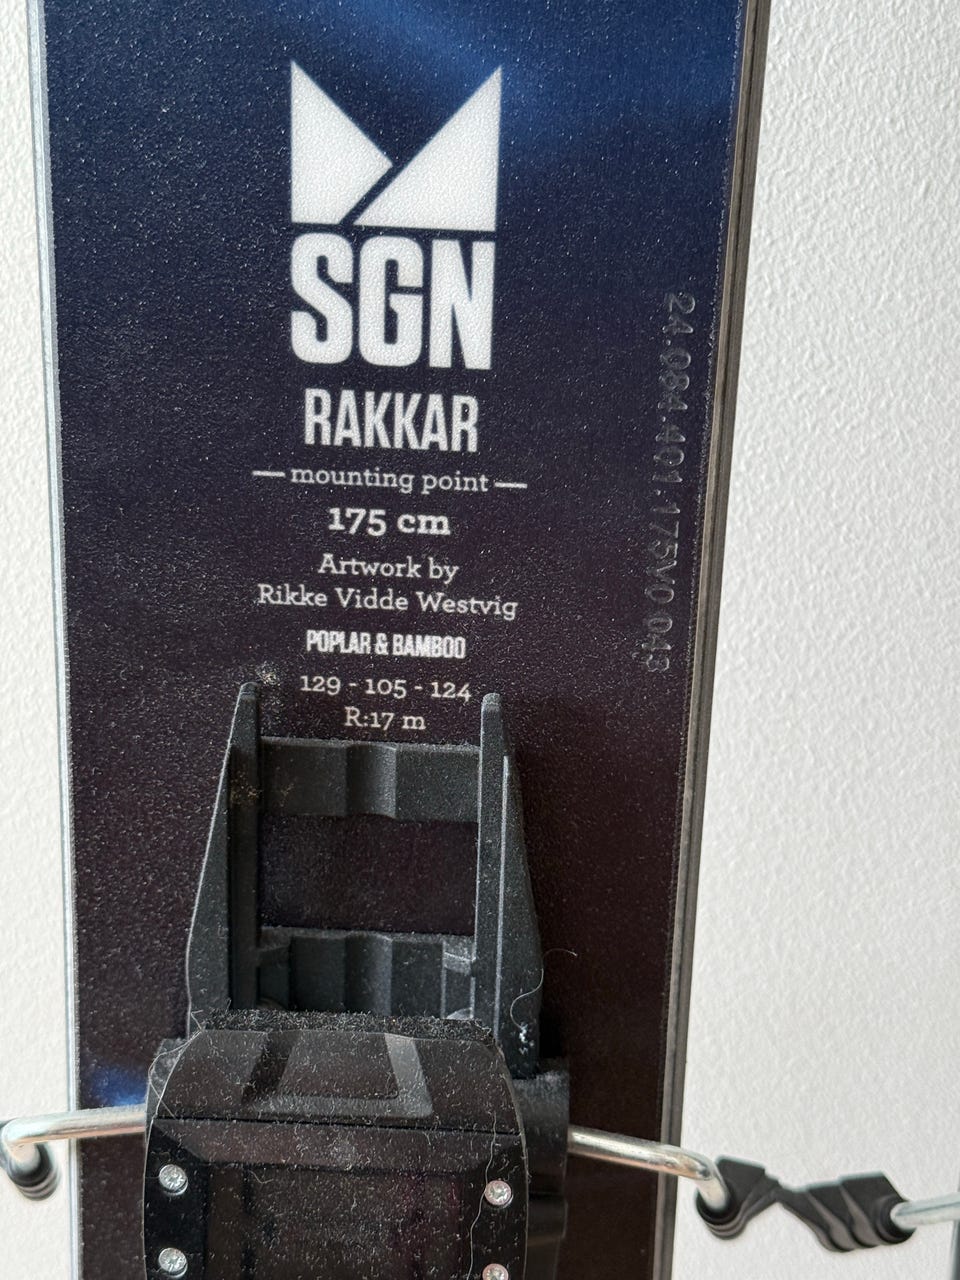 SGN
RAKKAR
mounting point
175 cm
Artwork by
Rikke Vidde Westvig
POPLAR & BAMBOO
129 - 105 - 124
R:17 m